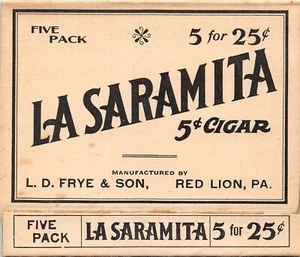 FIVE PACK 5 for 25¢
LA SARAMITA
5¢ CIGAR
MANUFACTURED BY
L. D. FRYE & SON, RED LION, PA.
FIVE PACK LA SARAMITA 5 for 25¢